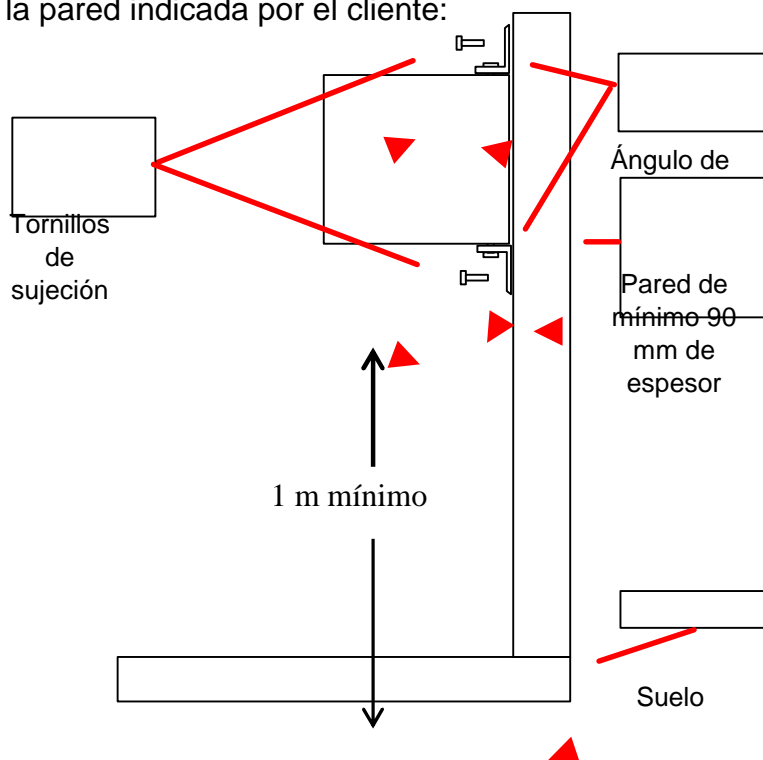 la pared indicada por el cliente:
Tornillos
de
sujeción
Ángulo de
Pared de
mínimo 90
mm de
espesor
1 m mínimo
Suelo